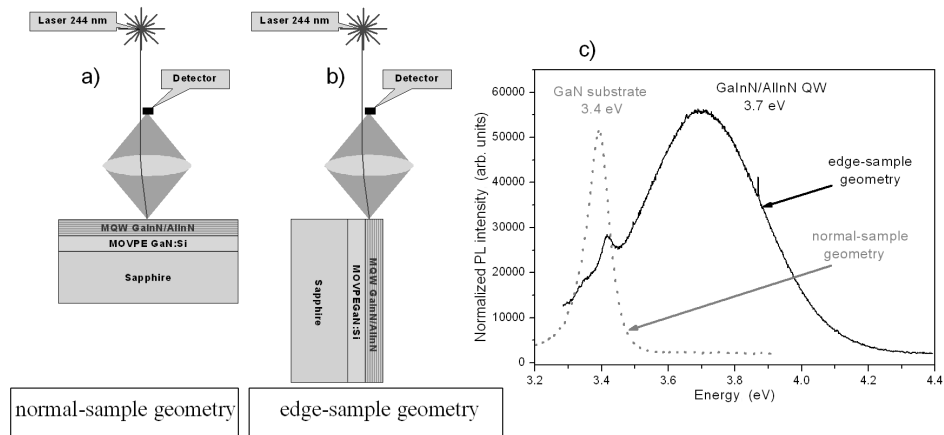 Laser 244 nm
a)
Detector
MQW GaInN/AlInN
MOVPE GaN:Si
Sapphire
normal-sample geometry
Laser 244 nm
b)
Detector
Sapphire
MOVPEGaN:Si
MQW GaInN/AlInN
edge-sample geometry
c)
GaN substrate
3.4 eV
GaInN/AlInN QW
3.7 eV
edge-sample
geometry
normal-sample
geometry
Normalized PL intensity (arb. units)
60000
50000
40000
30000
20000
10000
0
3.2 3.4 3.6 3.8 4.0 4.2 4.4
Energy (eV)